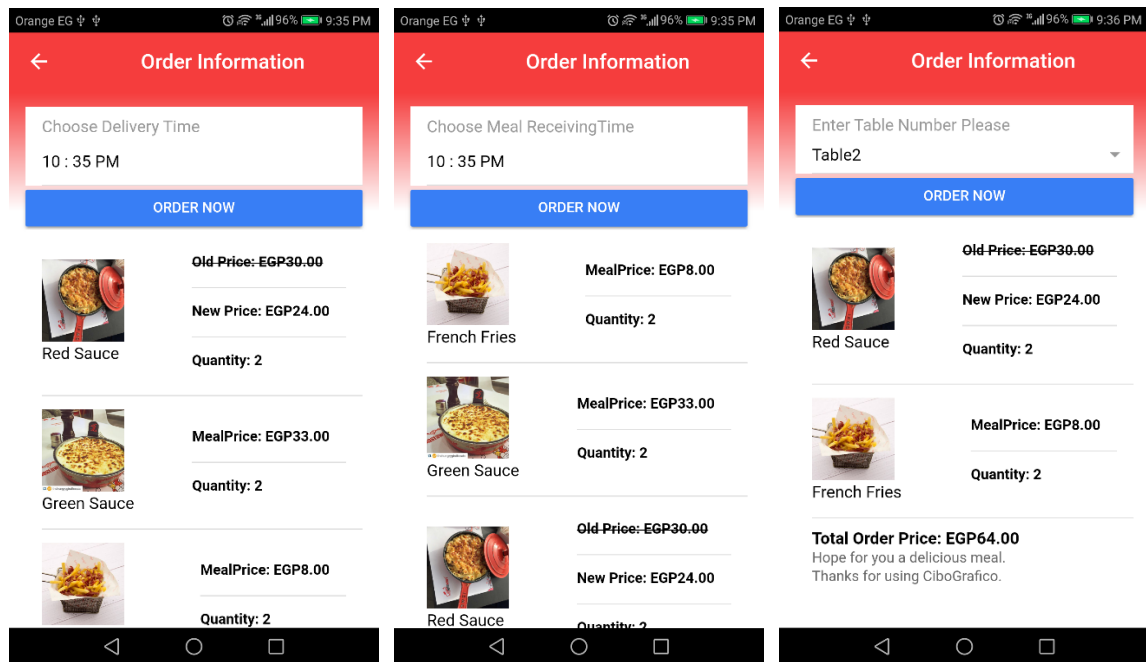 Orange EG 96% 9:35 PM
Order Information
Choose Delivery Time
10 : 35 PM
ORDER NOW
Old Price: EGP30.00
New Price: EGP24.00
Red Sauce
Quantity: 2
MealPrice: EGP33.00
Quantity: 2
Green Sauce
MealPrice: EGP8.00
Quantity: 2
Orange EG 96% 9:35 PM
Order Information
Choose Meal ReceivingTime
10 : 35 PM
ORDER NOW
MealPrice: EGP8.00
Quantity: 2
French Fries
MealPrice: EGP33.00
Quantity: 2
Green Sauce
Old Price: EGP30.00
New Price: EGP24.00
Red Sauce
Quantity: 2
Orange EG 96% 9:36 PM
Order Information
Enter Table Number Please
Table2
ORDER NOW
Old Price: EGP30.00
New Price: EGP24.00
Red Sauce
Quantity: 2
MealPrice: EGP8.00
Quantity: 2
French Fries
Total Order Price: EGP64.00
Hope for you a delicious meal.
Thanks for using CiboGrafico.